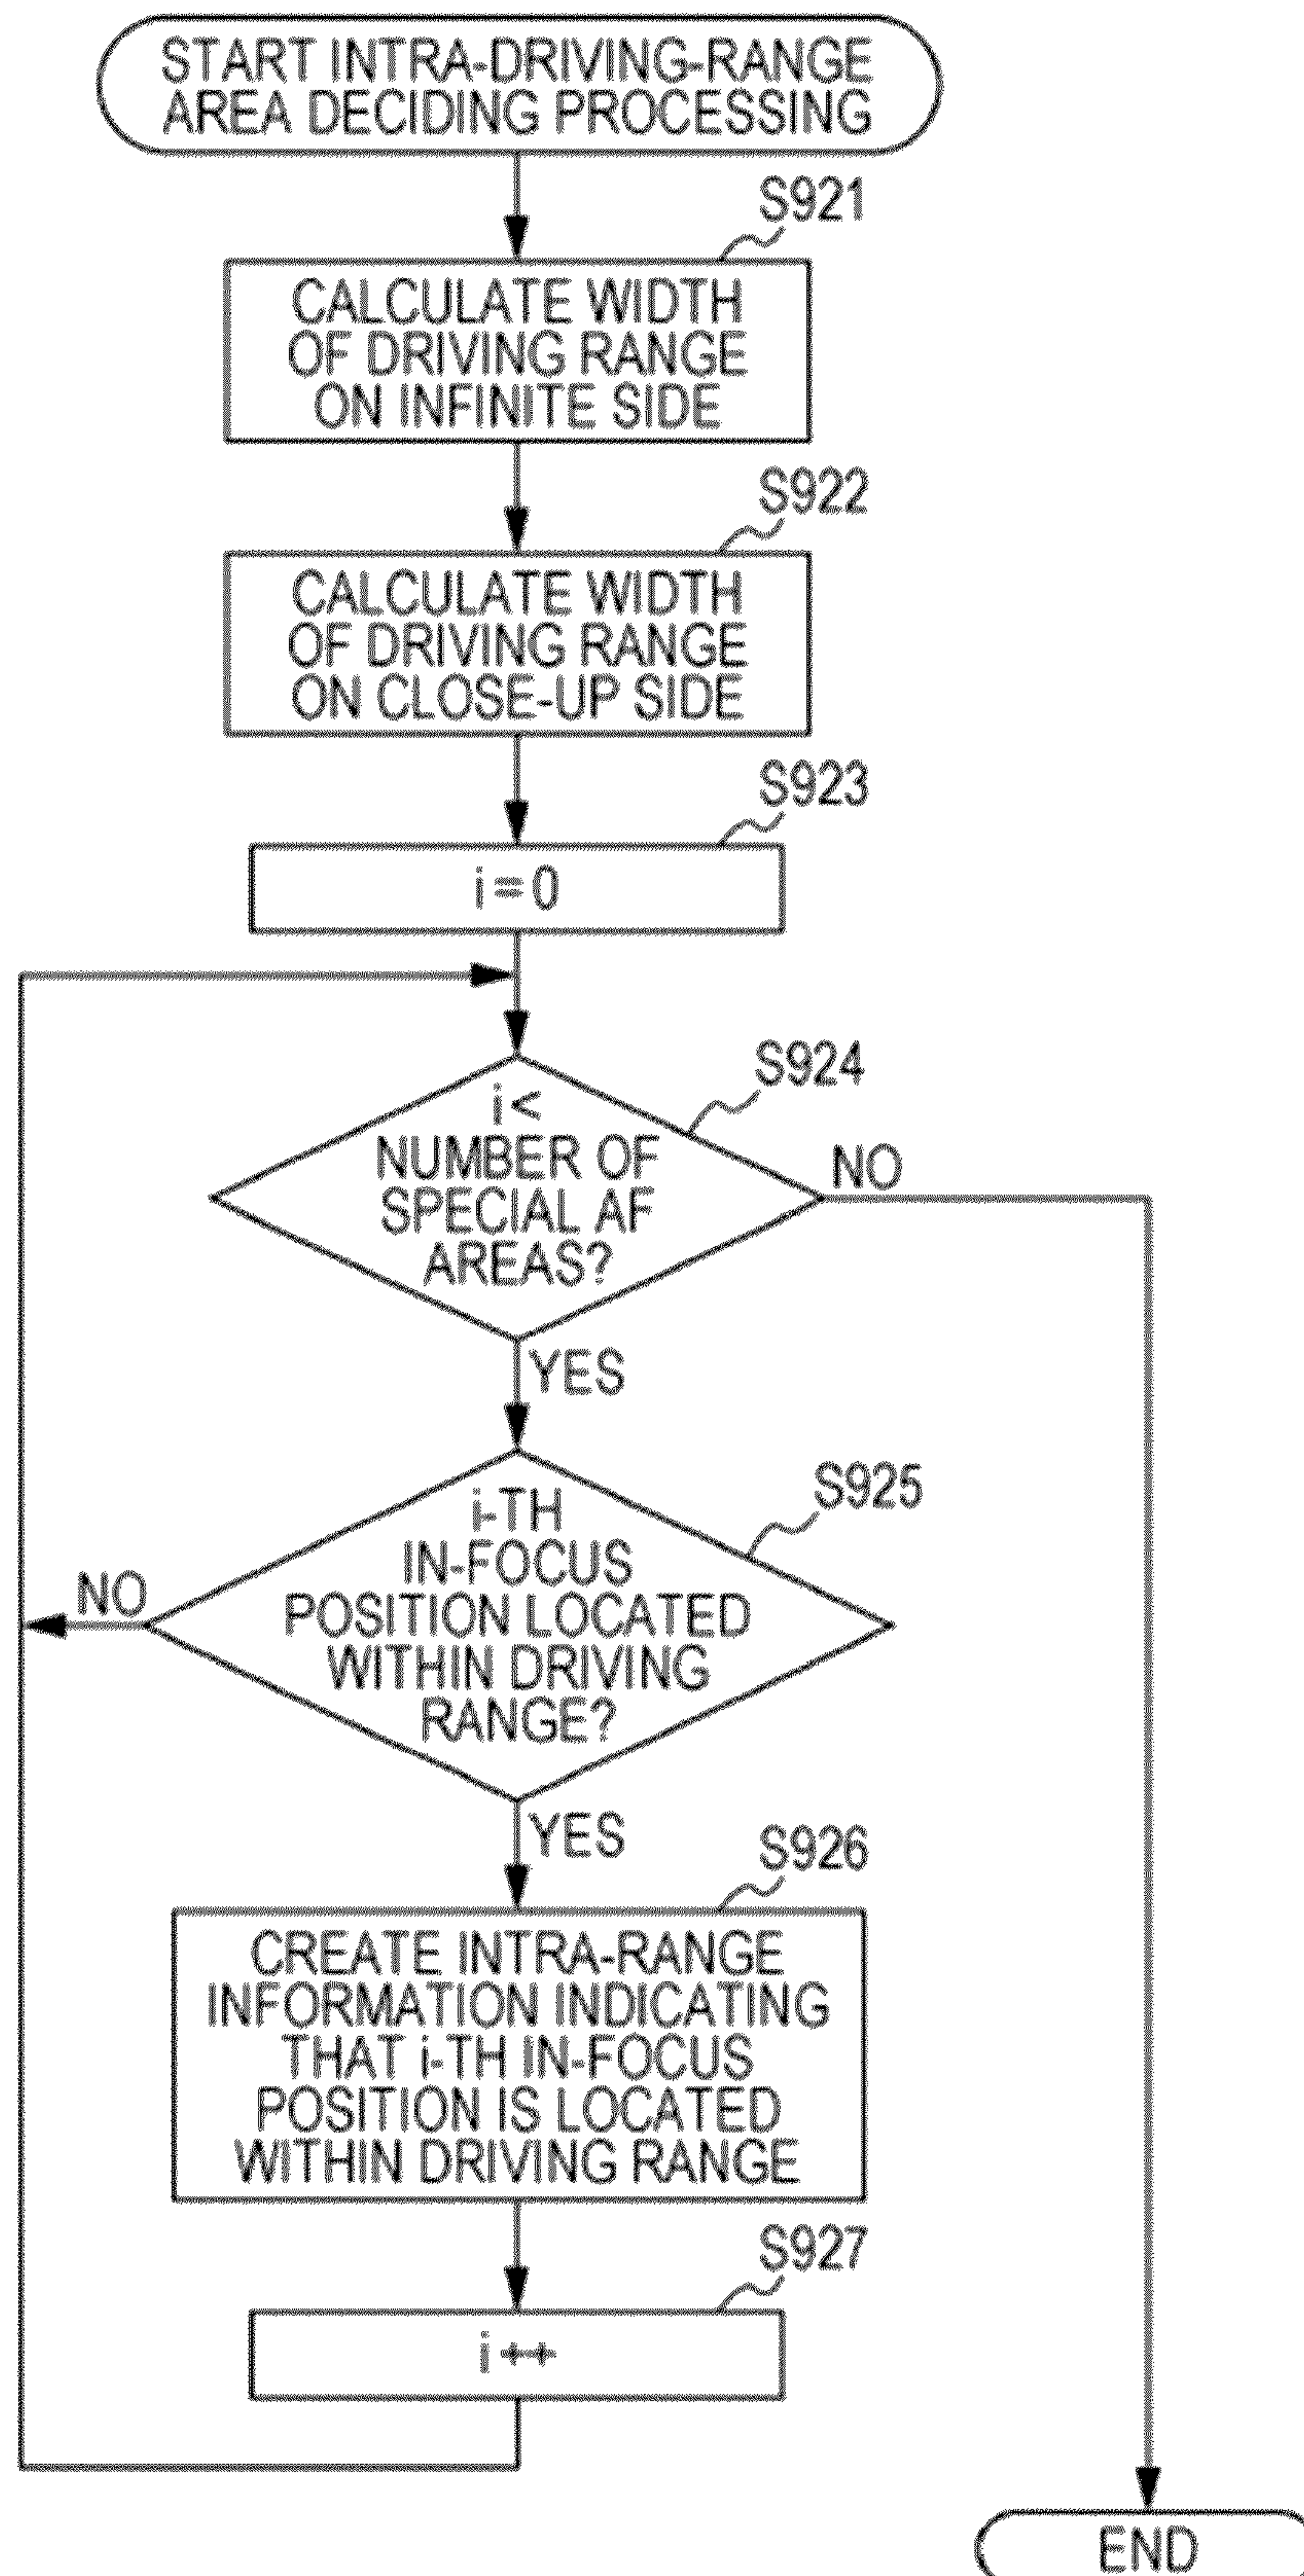 START INTRA-DRIVING-RANGE
AREA DECIDING PROCESSING
S921
CALCULATE WIDTH
OF DRIVING RANGE
ON INFINITE SIDE
S922
CALCULATE WIDTH
OF DRIVING RANGE
ON CLOSE-UP SIDE
S923
i=0
S924
i<
NUMBER OF
SPECIAL AF
AREAS?
NO
YES
S925
i-TH
IN-FOCUS
POSITION LOCATED
WITHIN DRIVING
RANGE?
NO
YES
S926
CREATE INTRA-RANGE
INFORMATION INDICATING
THAT i-TH IN-FOCUS
POSITION IS LOCATED
WITHIN DRIVING RANGE
S927
i++
END